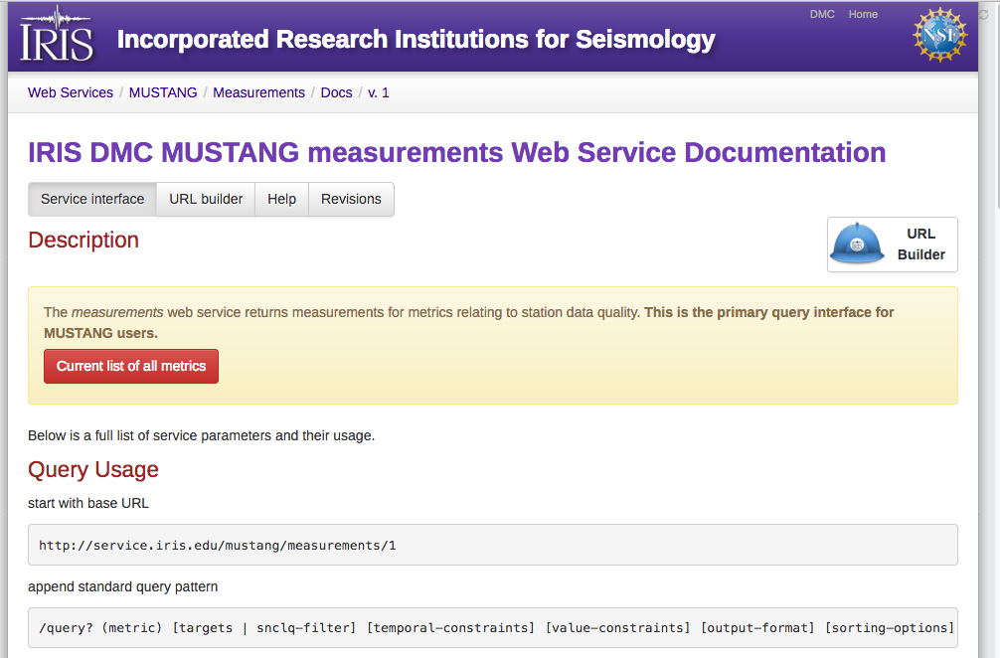 DMC Home
IRIS
Incorporated Research Institutions for Seismology
NSF
Web Services / MUSTANG / Measurements / Docs / v. 1
IRIS DMC MUSTANG measurements Web Service Documentation
Service interface URL builder Help Revisions
Description
URL
Builder
The measurements web service returns measurements for metrics relating to station data quality. This is the primary query interface for
MUSTANG users.
Current list of all metrics
Below is a full list of service parameters and their usage.
Query Usage
start with base URL
http://service.iris.edu/mustang/measurements/1
append standard query pattern
/query? (metric) [targets | snclq-filter] [temporal-constraints] [value-constraints] [output-format] [sorting-options]